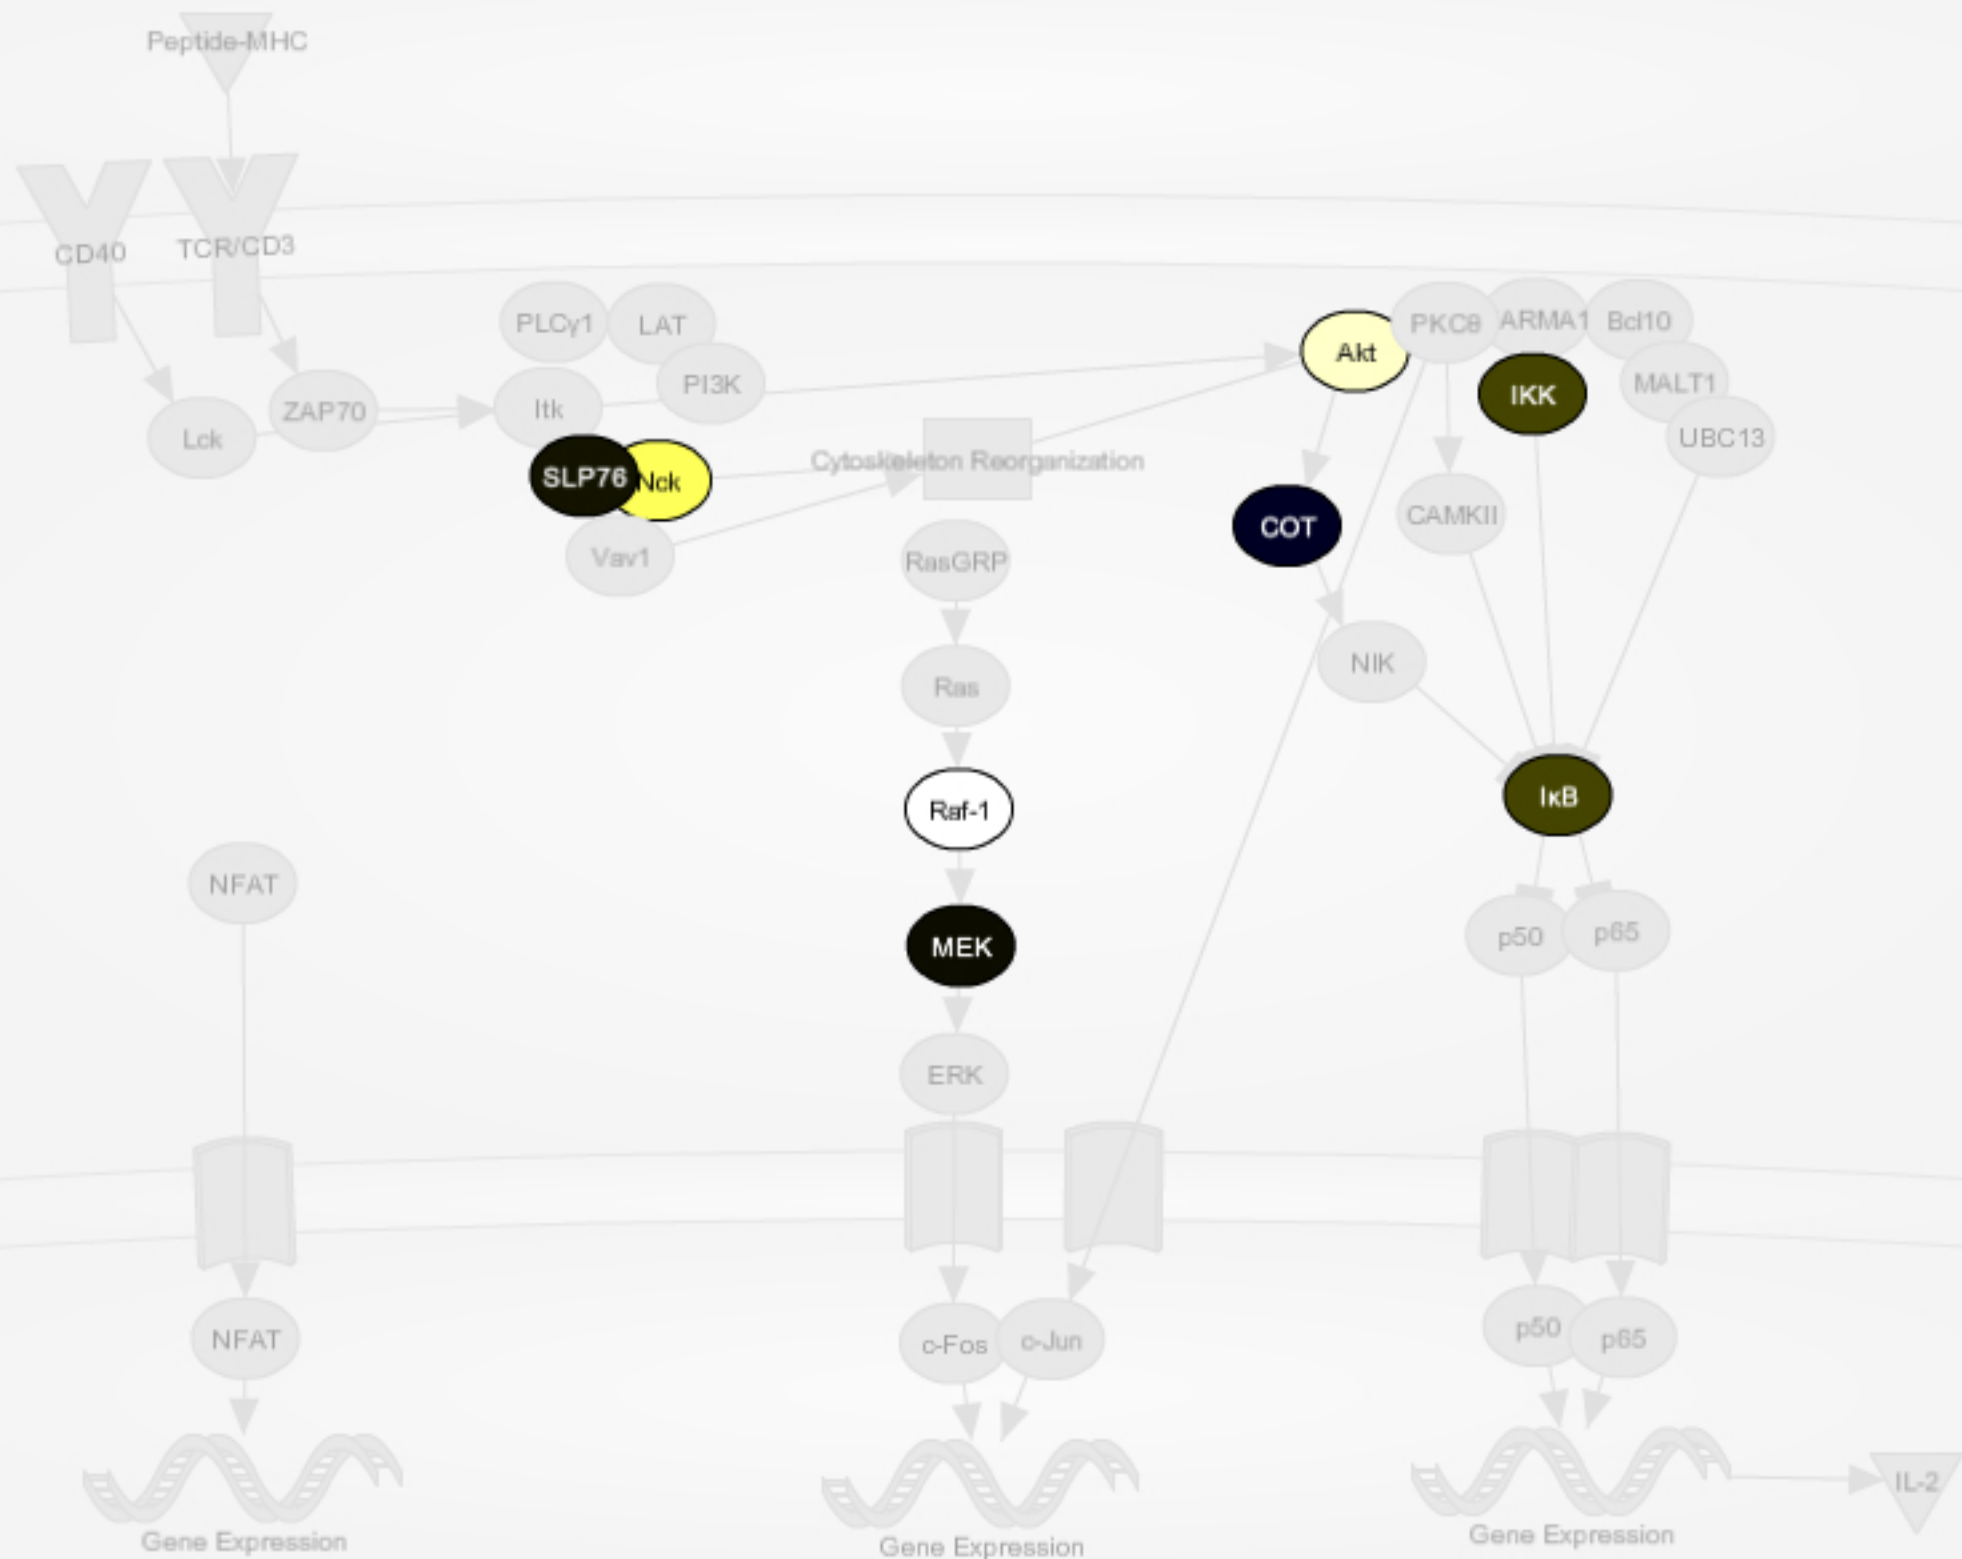 Peptide-MHC
CD40
TCR/CD3
PLCγ1
LAT
Akt
PKCθ
ARMA1
Bcl10
PI3K
IKK
MALT1
Lck
ZAP70
Itk
UBC13
SLP76
Nck
Cytoskeleton Reorganization
COT
CAMKII
Vav1
RasGRP
NIK
Ras
Raf-1
IκB
NFAT
MEK
p50
p65
ERK
NFAT
c-Fos
c-Jun
p50
p65
IL-2
Gene Expression
Gene Expression
Gene Expression